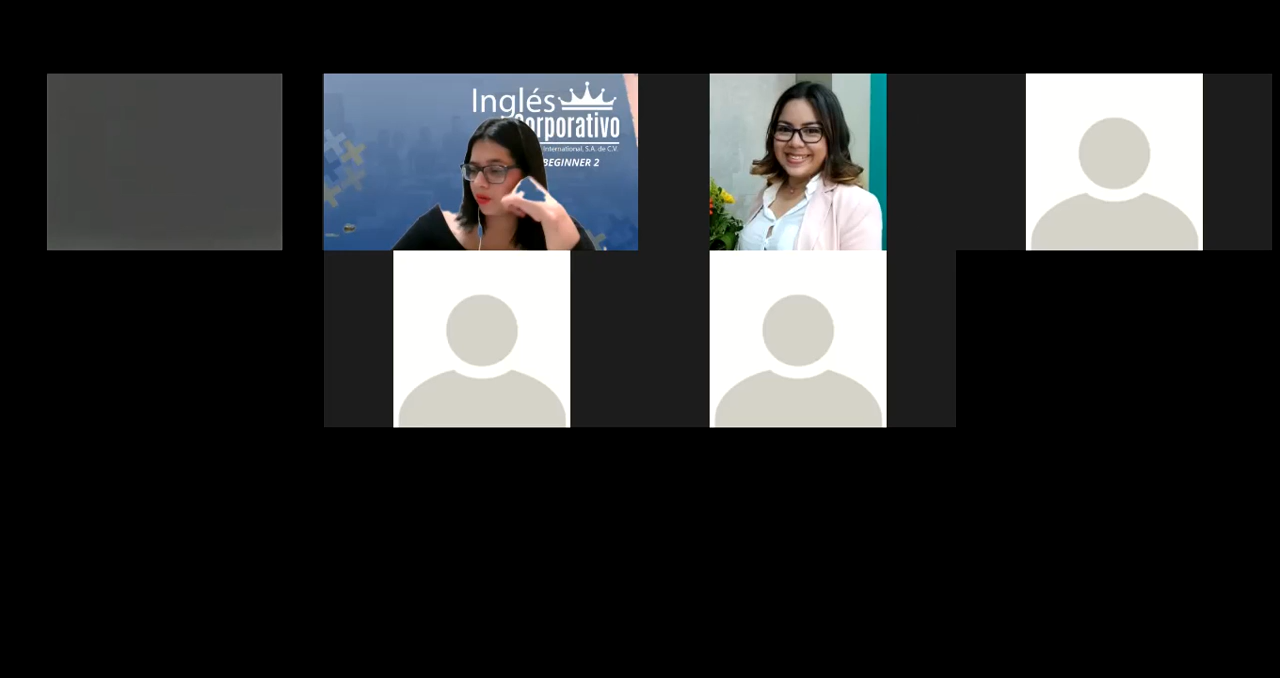 Inglés
Corporativo
International, S.A. de C.V.
BEGINNER 2